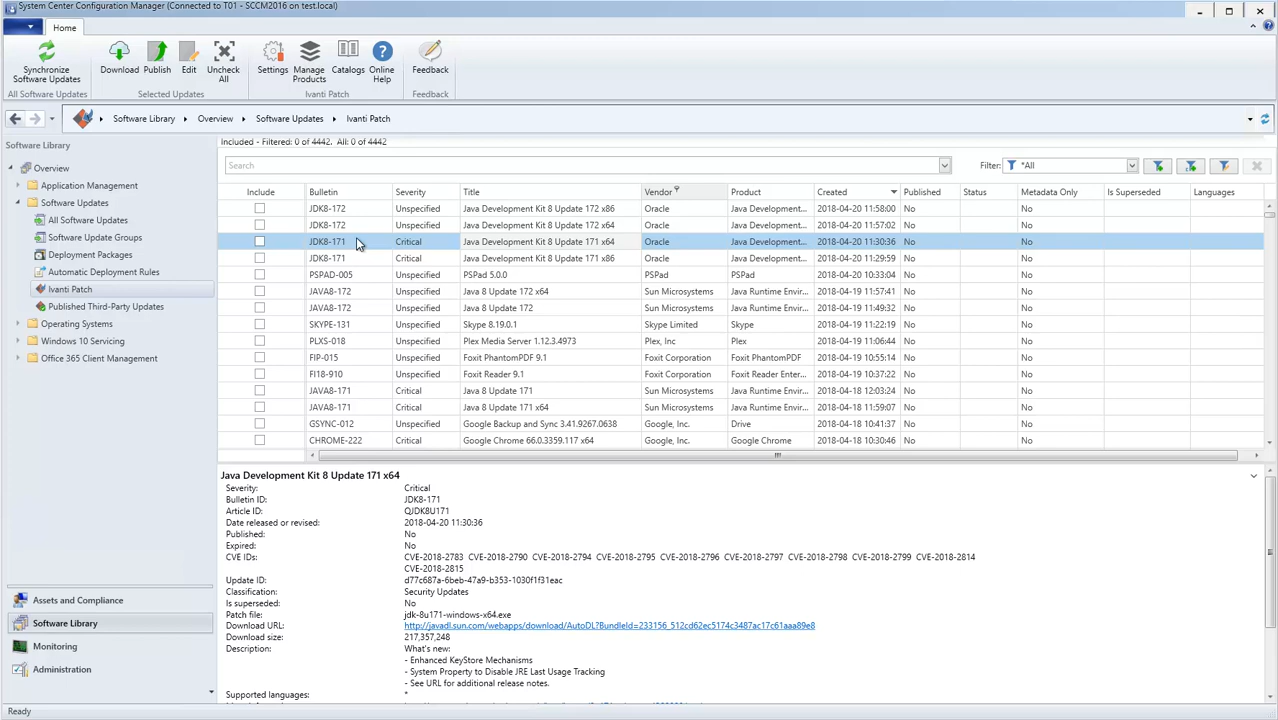 System Center Configuration Manager (Connected to T01 - SCCM2016 on test.local)
Home
Synchronize Software Updates
Download
Publish
Edit
Uncheck All
Settings
Manage Products
Catalogs
Online Help
Feedback
All Software Updates
Selected Updates
Ivanti Patch
Feedback
Software Library Overview Software Updates Ivanti Patch
Software Library
Overview
Application Management
Software Updates
All Software Updates
Software Update Groups
Deployment Packages
Automatic Deployment Rules
Ivanti Patch
Published Third-Party Updates
Operating Systems
Windows 10 Servicing
Office 365 Client Management
Assets and Compliance
Software Library
Monitoring
Administration
Included - Filtered: 0 of 4442. All: 0 of 4442
Search
Filter: *All
Include Bulletin Severity Title Vendor Product Created Published Status Metadata Only Is Superseded Languages
JDK8-172 Unspecified Java Development Kit 8 Update 172 x86 Oracle Java Development... 2018-04-20 11:58:00 No No
JDK8-172 Unspecified Java Development Kit 8 Update 172 x64 Oracle Java Development... 2018-04-20 11:57:02 No No
JDK8-171 Critical Java Development Kit 8 Update 171 x64 Oracle Java Development... 2018-04-20 11:30:36 No No
JDK8-171 Critical Java Development Kit 8 Update 171 x86 Oracle Java Development... 2018-04-20 11:29:59 No No
PSPAD-005 Unspecified PSPad 5.0.0 PSPad PSPad 2018-04-20 10:33:04 No No
JAVA8-172 Unspecified Java 8 Update 172 x64 Sun Microsystems Java Runtime Envir... 2018-04-19 11:57:41 No No
JAVA8-172 Unspecified Java 8 Update 172 Sun Microsystems Java Runtime Envir... 2018-04-19 11:49:32 No No
SKYPE-131 Unspecified Skype 8.19.0.1 Skype Limited Skype 2018-04-19 11:22:19 No No
PLXS-018 Unspecified Plex Media Server 1.12.3.4973 Plex, Inc Plex 2018-04-19 11:06:44 No No
FIP-015 Unspecified Foxit PhantomPDF 9.1 Foxit Corporation Foxit PhantomPDF 2018-04-19 10:55:14 No No
FI18-910 Unspecified Foxit Reader 9.1 Foxit Corporation Foxit Reader Enter... 2018-04-19 10:37:22 No No
JAVA8-171 Critical Java 8 Update 171 Sun Microsystems Java Runtime Envir... 2018-04-18 12:03:24 No No
JAVA8-171 Critical Java 8 Update 171 x64 Sun Microsystems Java Runtime Envir... 2018-04-18 11:59:07 No No
GSYNC-012 Unspecified Google Backup and Sync 3.41.9267.0638 Google, Inc. Drive 2018-04-18 10:41:37 No No
CHROME-222 Critical Google Chrome 66.0.3359.117 x64 Google, Inc. Google Chrome 2018-04-18 10:30:46 No No
Java Development Kit 8 Update 171 x64
Severity: Critical
Bulletin ID: JDK8-171
Article ID: QJDK8U171
Date released or revised: 2018-04-20 11:30:36
Published: No
Expired: No
CVE IDs: CVE-2018-2783 CVE-2018-2790 CVE-2018-2794 CVE-2018-2795 CVE-2018-2796 CVE-2018-2797 CVE-2018-2798 CVE-2018-2799 CVE-2018-2814
CVE-2018-2815
Update ID: d77c687a-6beb-47a9-b353-1030f1f31eac
Classification: Security Updates
Is superseded: No
Patch file: jdk-8u171-windows-x64.exe
Download URL: http://javadl.sun.com/webapps/download/AutoDL?BundleId=233156_512cd62ec5174c3487ac17c61aaa89e8
Download size: 217,357,248
Description: What's new:
- Enhanced KeyStore Mechanisms
- System Property to Disable JRE Last Usage Tracking
- See URL for additional release notes.
Supported languages: *
Ready